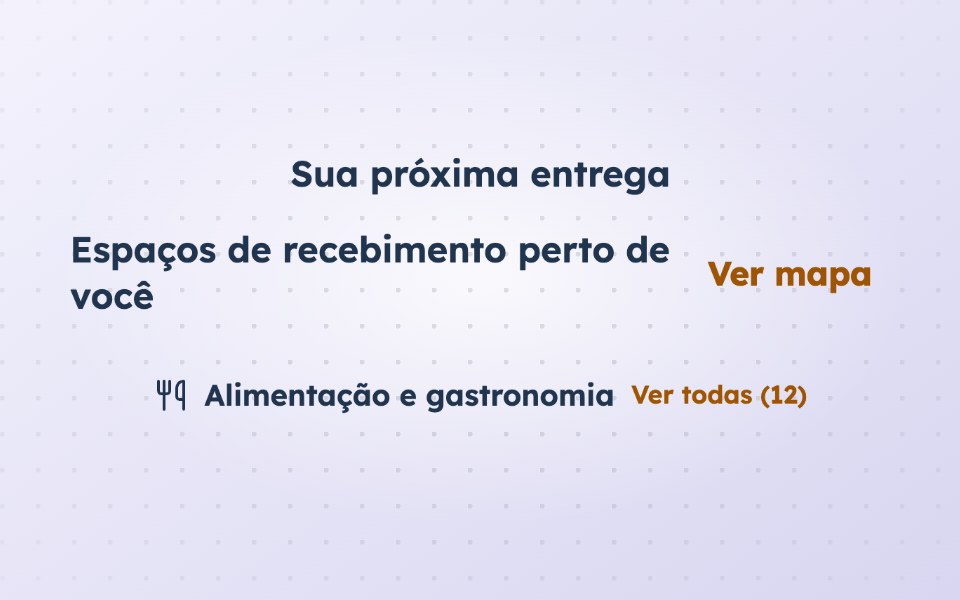 Sua próxima entrega
Espaços de recebimento perto de
você
Ver mapa
Alimentação e gastronomia Ver todas (12)